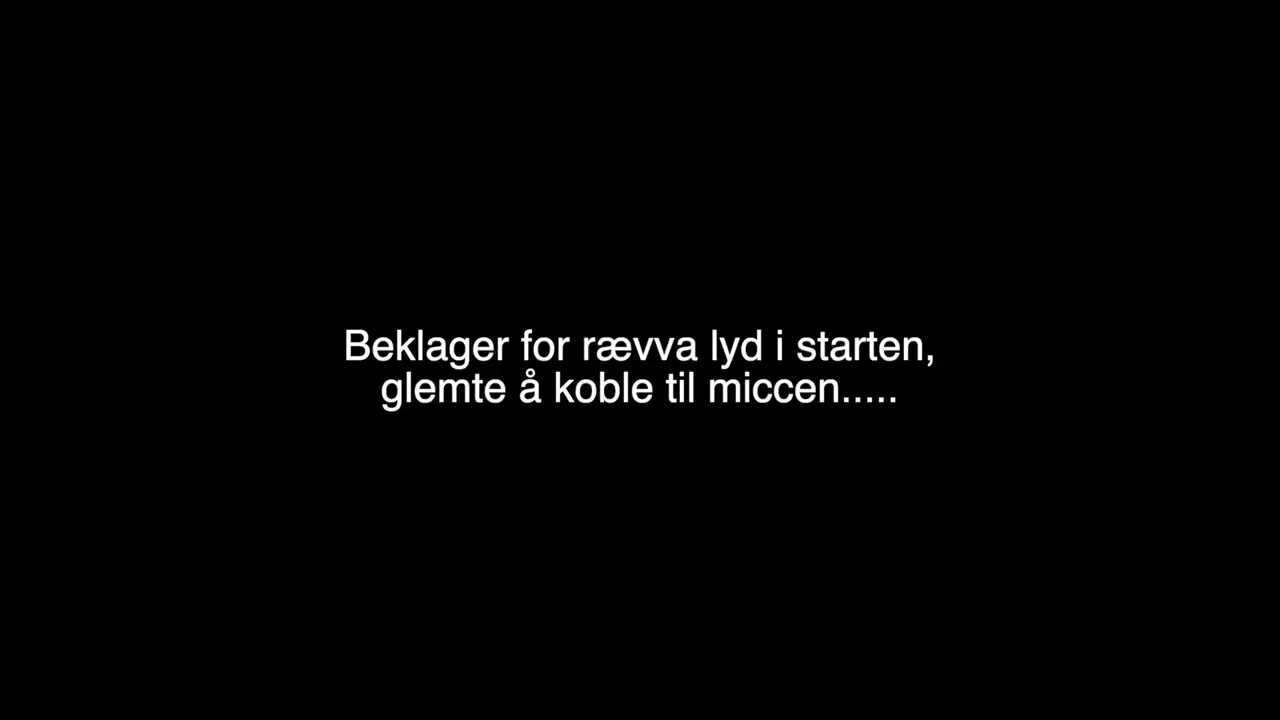 Beklager for rævva lyd i starten,
glemte å koble til miccen.....